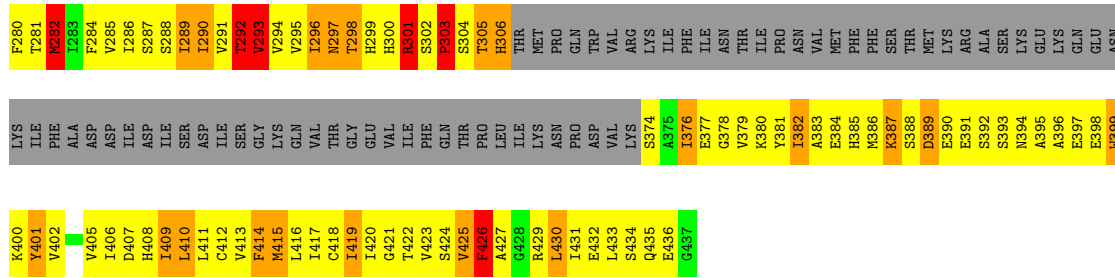 F280 T281 M282 I283 F284 V285 I286 S287 S288 I289 I290 V291 T292 V293 V294 V295 I296 N297 T298 H299 H300 R301 S302 P303 S304 T305 H306 THR MET PRO GLN TRP VAL ARG LYS ILE PHE ILE ASN THR ILE PRO ASN VAL MET PHE PHE SER THR MET LYS ARG ALA SER LYS GLU LYS GLN GLU ASN
LYS ILE PHE ALA ASP ASP ILE ASP ILE SER ASP ILE SER GLY LYS GLN VAL THR GLY GLU VAL ILE PHE GLN THR PRO LEU ILE LYS ASN PRO ASP VAL LYS S374 A375 I376 E377 G378 V379 K380 Y381 I382 A383 E384 H385 M386 K387 S388 D389 E390 E391 S392 S393 N394 A395 A396 E397 E398 W399
K400 Y401 V402 V405 I406 D407 H408 I409 L410 L411 C412 V413 F414 M415 L416 I417 C418 I419 I420 G421 T422 V423 S424 V425 F426 A427 G428 R429 L430 I431 E432 L433 S434 Q435 E436 G437